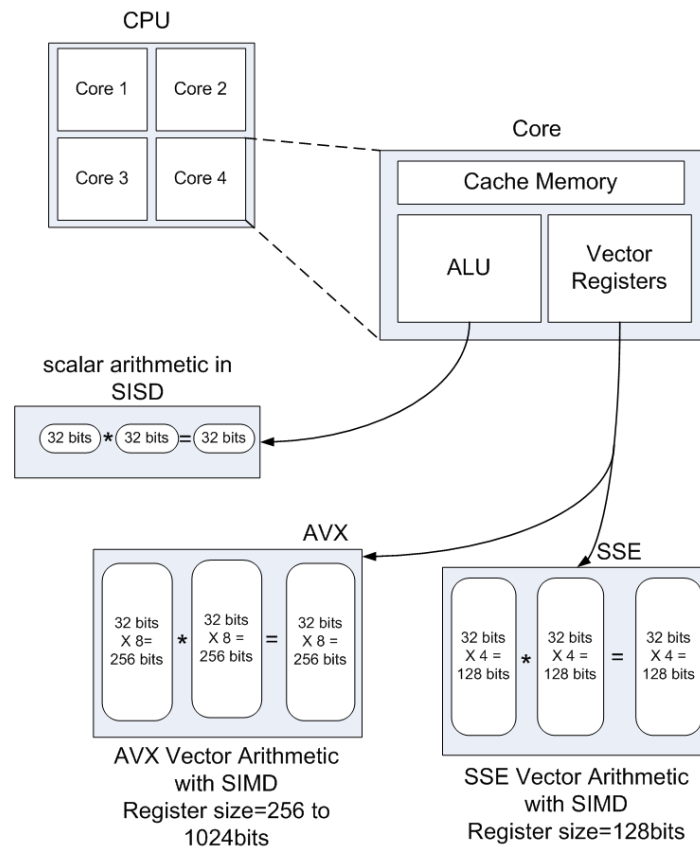 CPU
Core 1
Core 2
Core 3
Core 4
Core
Cache Memory
ALU
Vector
Registers
scalar arithmetic in
SISD
32 bits * 32 bits = 32 bits
AVX
32 bits
X 8=
256 bits
*
32 bits
X 8 =
256 bits
=
32 bits
X 8 =
256 bits
AVX Vector Arithmetic
with SIMD
Register size=256 to
1024bits
SSE
32 bits
X 4 =
128 bits
*
32 bits
X 4 =
128 bits
=
32 bits
X 4 =
128 bits
SSE Vector Arithmetic
with SIMD
Register size=128bits